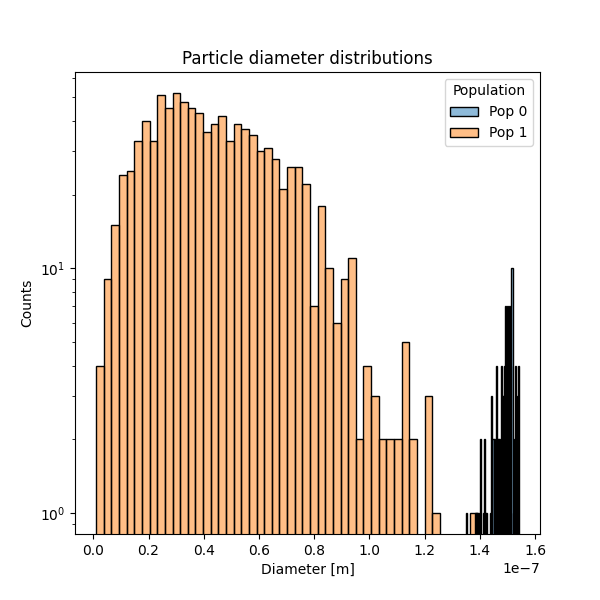 Particle diameter distributions
Population
Pop 0
Pop 1
Counts
10^1
10^0
0.0 0.2 0.4 0.6 0.8 1.0 1.2 1.4 1.6
1e−7
Diameter [m]